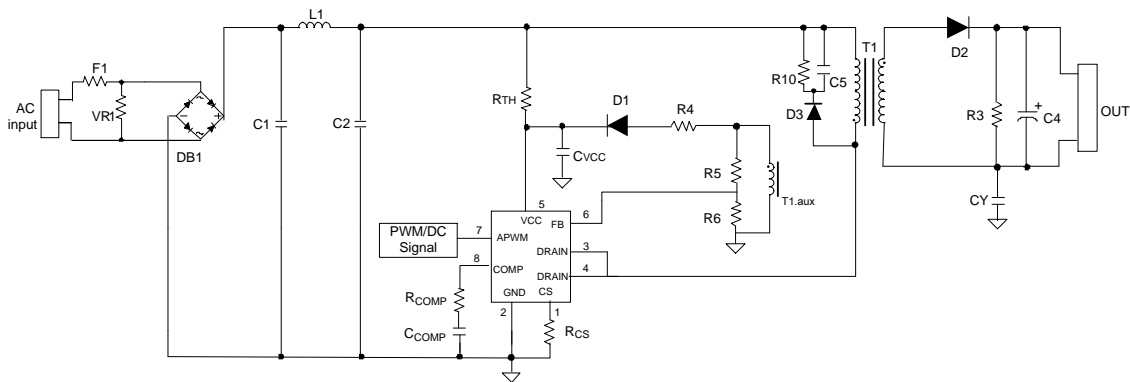 L1
F1
AC
input
VR1
DB1
C1
C2
RTH
R10
C5
D3
T1
D2
R3
+
C4
OUT
CY
D1
R4
CVCC
R5
R6
T1.aux
5
VCC
6
FB
PWM/DC
Signal
7
APWM
DRAIN
3
8
COMP
DRAIN
4
GND
CS
2
1
RCOMP
CCOMP
RCS